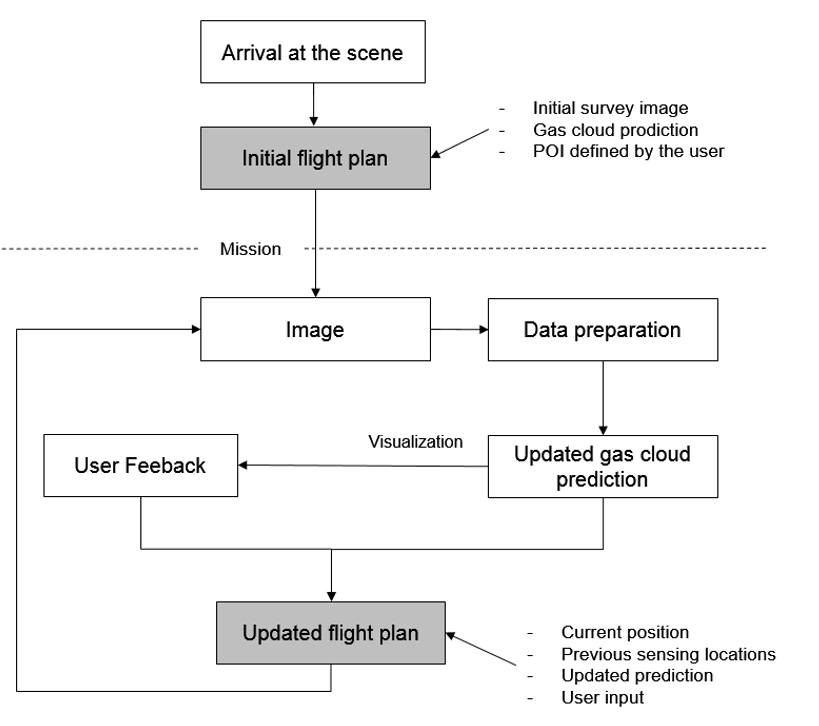 Arrival at the scene
Initial flight plan
- Initial survey image
- Gas cloud prodiction
- POI defined by the user
Mission
Image
Data preparation
Visualization
User Feeback
Updated gas cloud
prediction
Updated flight plan
- Current position
- Previous sensing locations
- Updated prediction
- User input